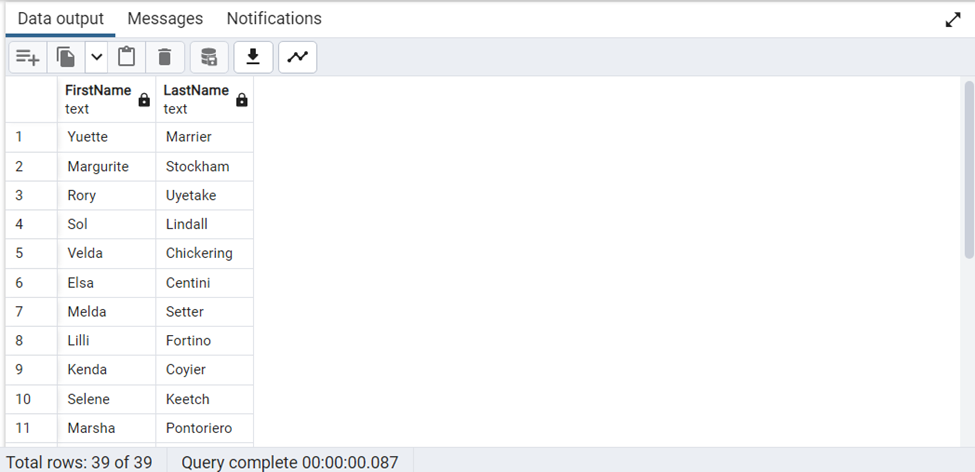 Data output Messages Notifications
FirstName LastName
text text
1 Yuette Marrier
2 Margurite Stockham
3 Rory Uyetake
4 Sol Lindall
5 Velda Chickering
6 Elsa Centini
7 Melda Setter
8 Lilli Fortino
9 Kenda Coyier
10 Selene Keetch
11 Marsha Pontoriero
Total rows: 39 of 39 Query complete 00:00:00.087